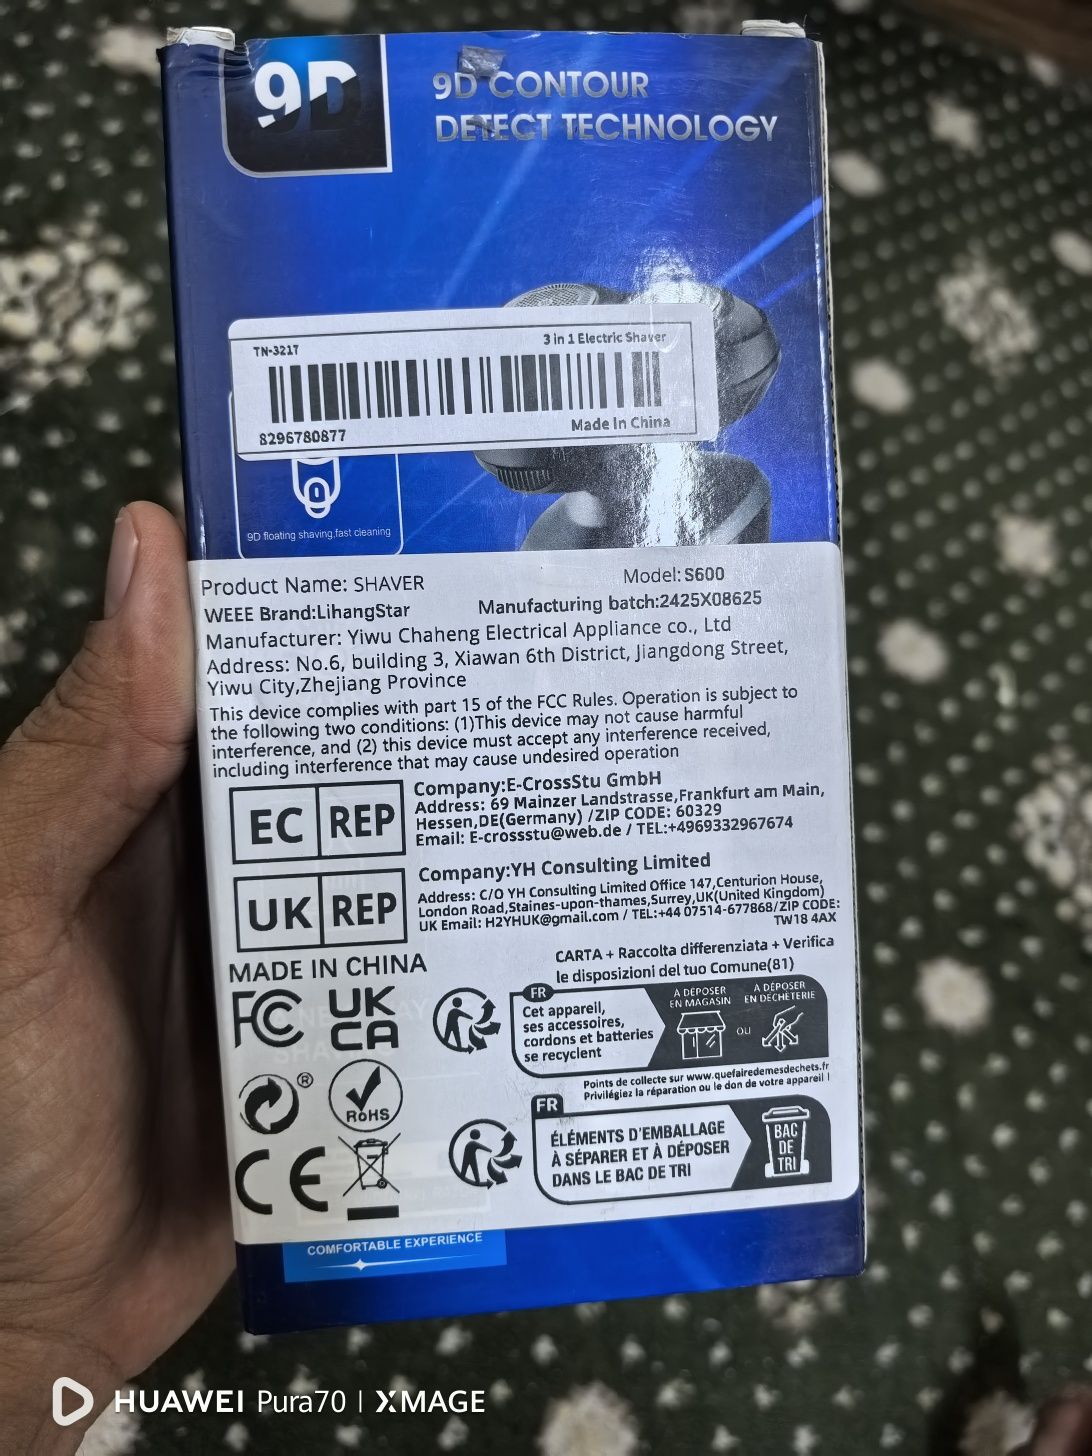 9D
9D CONTOUR
DETECT TECHNOLOGY
TN-3217
3 in 1 Electric Shaver
8296780877
Made In China
9D floating shaving.fast cleaning
Product Name: SHAVER
Model: S600
WEEE Brand:LihangStar
Manufacturing batch:2425X08625
Manufacturer: Yiwu Chaheng Electrical Appliance co., Ltd
Address: No.6, building 3, Xiawan 6th District, Jiangdong Street,
Yiwu City,Zhejiang Province
This device complies with part 15 of the FCC Rules. Operation is subject to
the following two conditions: (1)This device may not cause harmful
interference, and (2) this device must accept any interference received,
including interference that may cause undesired operation
EC REP
Company:E-CrossStu GmbH
Address: 69 Mainzer Landstrasse,Frankfurt am Main,
Hessen,DE(Germany) /ZIP CODE: 60329
Email: E-crossstu@web.de / TEL:+4969332967674
UK REP
Company:YH Consulting Limited
Address: C/O YH Consulting Limited Office 147,Centurion House,
London Road,Staines-upon-thames,Surrey,UK(United Kingdom)
UK Email: H2YHUK@gmail.com / TEL:+44 07514-677868/ZIP CODE:
TW18 4AX
MADE IN CHINA
CARTA + Raccolta differenziata + Verifica
le disposizioni del tuo Comune(81)
FC
UK
CA
FR
Cet appareil,
ses accessoires,
cordons et batteries
se recyclent
À DÉPOSER
EN MAGASIN
OU
À DÉPOSER
EN DÉCHÈTERIE
Points de collecte sur www.quefairedemesdechets.fr
Privilégiez la réparation ou le don de votre appareil !
®
RoHS
CE
FR
ÉLÉMENTS D'EMBALLAGE
À SÉPARER ET À DÉPOSER
DANS LE BAC DE TRI
BAC
DE
TRI
COMFORTABLE EXPERIENCE
HUAWEI Pura70 | XMAGE